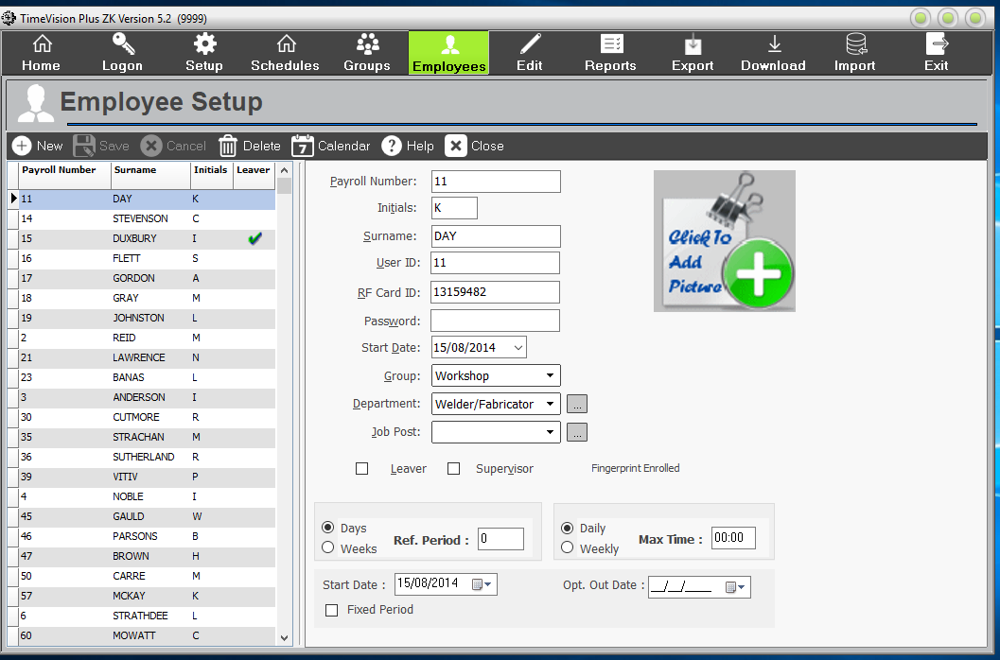 TimeVision Plus ZK Version 5.2 (9999)
Home Logon Setup Schedules Groups Employees Edit Reports Export Download Import Exit
Employee Setup
New Save Cancel 7 Calendar Delete Help Close
Payroll Number Surname Initials Leaver
11 DAY K
14 STEVENSON C
15 DUXBURY I
16 FLETT S
17 GORDON A
18 GRAY M
19 JOHNSTON L
2 REID M
21 LAWRENCE N
23 BANAS L
3 ANDERSON I
30 CUTMORE R
35 STRACHAN M
36 SUTHERLAND R
39 VITIV P
4 NOBLE I
45 GAULD W
46 PARSONS B
47 BROWN H
50 CARRE M
57 MCKAY K
6 STRATHDEE L
60 MOWATT C
Payroll Number: 11
Initials: K
Surname: DAY
User ID: 11
RF Card ID: 13159482
Password:
Start Date: 15/08/2014
Group: Workshop
Department: Welder/Fabricator ...
Job Post: ...
Leaver Supervisor Fingerprint Enrolled
Click To
Add
Picture
Days
Weeks
Ref. Period : 0
Daily
Weekly
Max Time : 00:00
Start Date : 15/08/2014 Opt. Out Date : __/__/____
Fixed Period